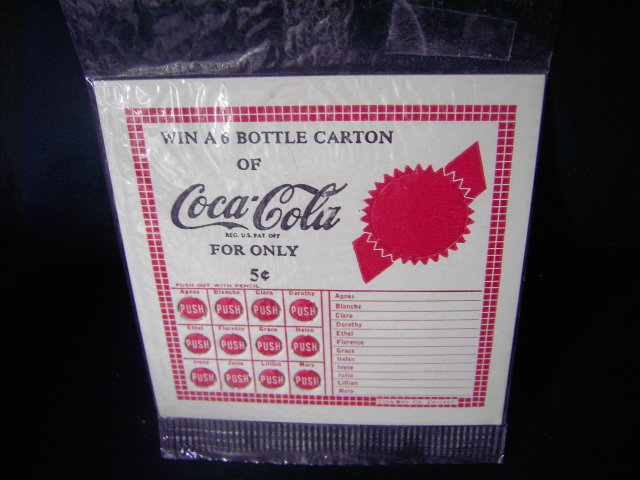 WIN A 6 BOTTLE CARTON
OF
Coca-Cola
REG. U.S. PAT. OFF
FOR ONLY
5¢
PUSH OUT WITH PENCIL
Agnes Blanche Clara Dorothy
PUSH PUSH PUSH PUSH
Ethel Florence Grace Helen
PUSH PUSH PUSH PUSH
Irene Julia Lillian Mary
PUSH PUSH PUSH PUSH
Agnes
Blanche
Clara
Dorothy
Ethel
Florence
Grace
Helen
Irene
Julia
Lillian
Mary